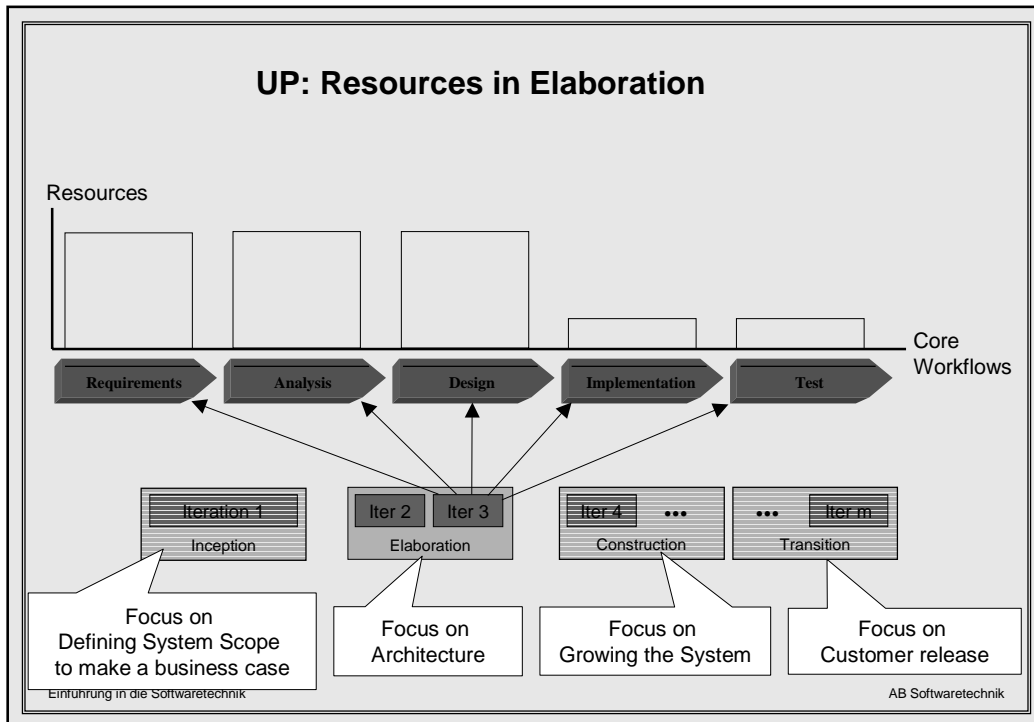 UP: Resources in Elaboration
Resources
Core
Workflows
Requirements
Analysis
Design
Implementation
Test
Iteration 1
Inception
Iter 2
Iter 3
Elaboration
Iter 4
•••
Construction
•••
Iter m
Transition
Focus on
Defining System Scope
to make a business case
Focus on
Architecture
Focus on
Growing the System
Focus on
Customer release
Einführung in die Softwaretechnik
AB Softwaretechnik